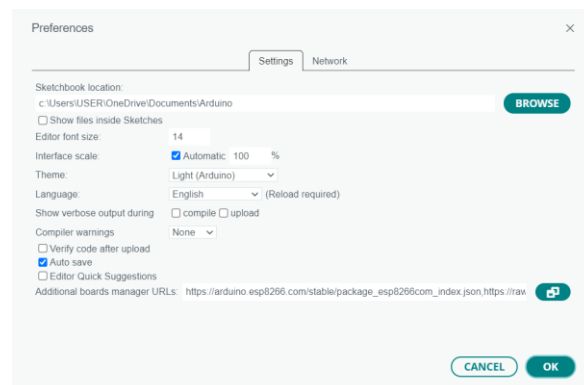 Preferences
Settings Network
Sketchbook location:
c:\Users\USER\OneDrive\Documents\Arduino BROWSE
Show files inside Sketches
Editor font size: 14
Interface scale: Automatic 100 %
Theme: Light (Arduino)
Language: English (Reload required)
Show verbose output during compile upload
Compiler warnings None
Verify code after upload
Auto save
Editor Quick Suggestions
Additional boards manager URLs: https://arduino.esp8266.com/stable/package_esp8266com_index.json,https://raw
CANCEL OK